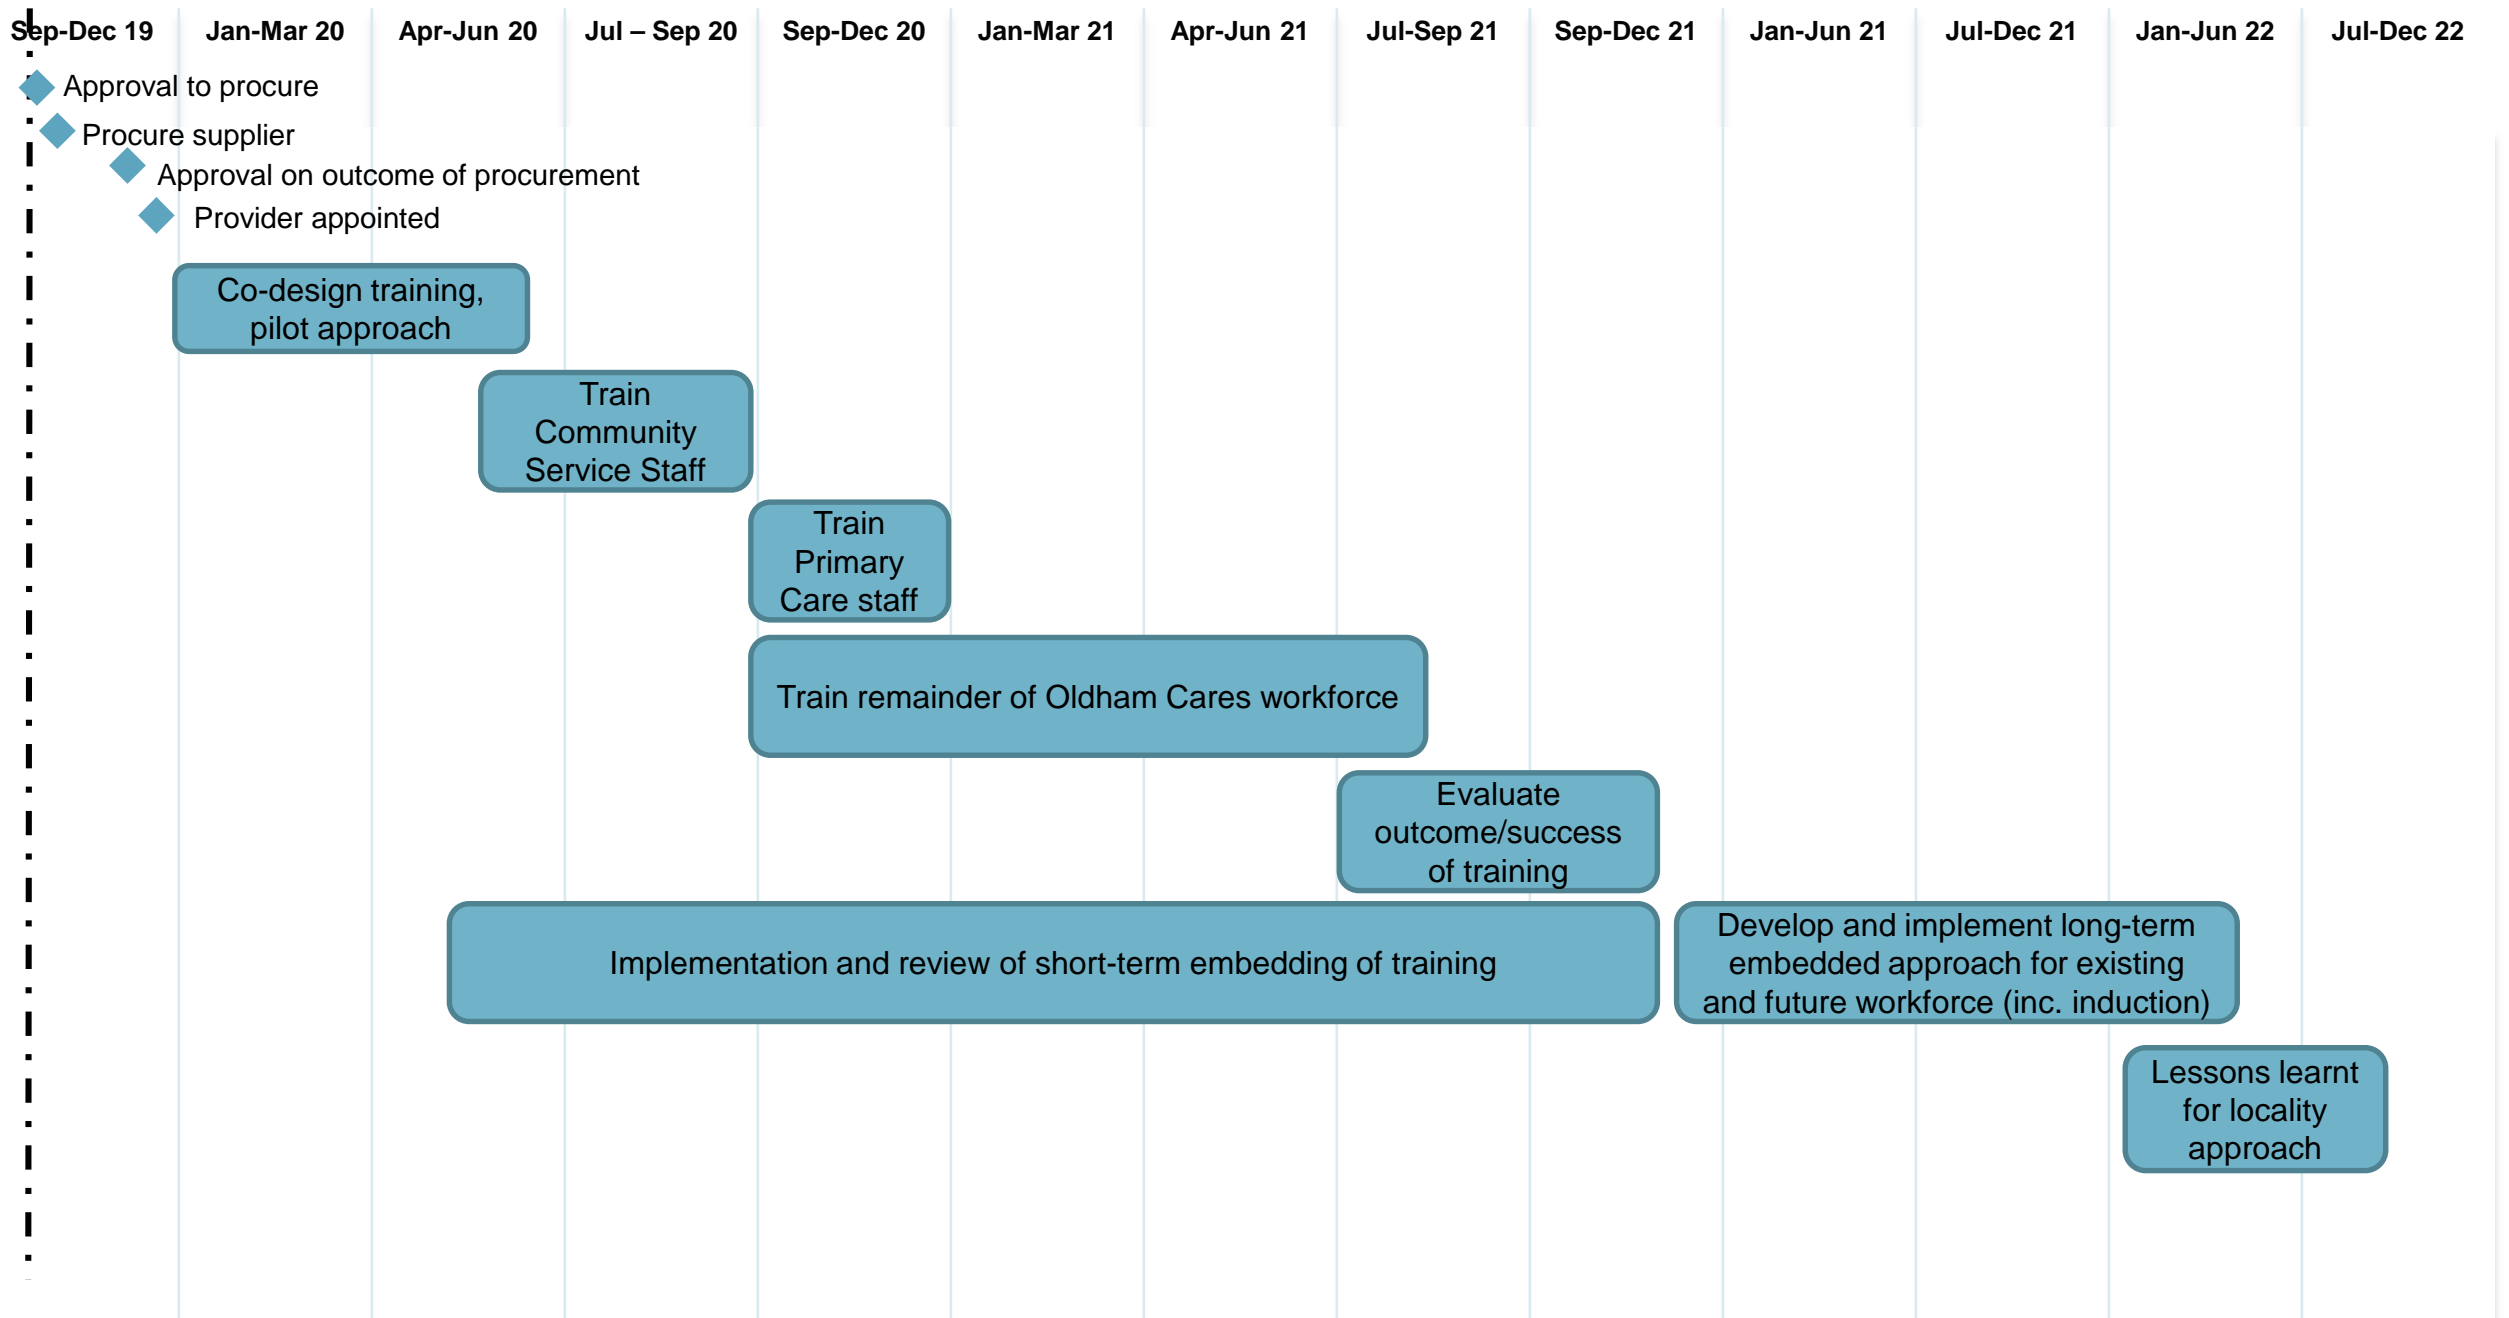 Sep-Dec 19 Jan-Mar 20 Apr-Jun 20 Jul – Sep 20 Sep-Dec 20 Jan-Mar 21 Apr-Jun 21 Jul-Sep 21 Sep-Dec 21 Jan-Jun 21 Jul-Dec 21 Jan-Jun 22 Jul-Dec 22
Approval to procure
Procure supplier
Approval on outcome of procurement
Provider appointed
Co-design training,
pilot approach
Train
Community
Service Staff
Train
Primary
Care staff
Train remainder of Oldham Cares workforce
Evaluate
outcome/success
of training
Implementation and review of short-term embedding of training
Develop and implement long-term
embedded approach for existing
and future workforce (inc. induction)
Lessons learnt
for locality
approach